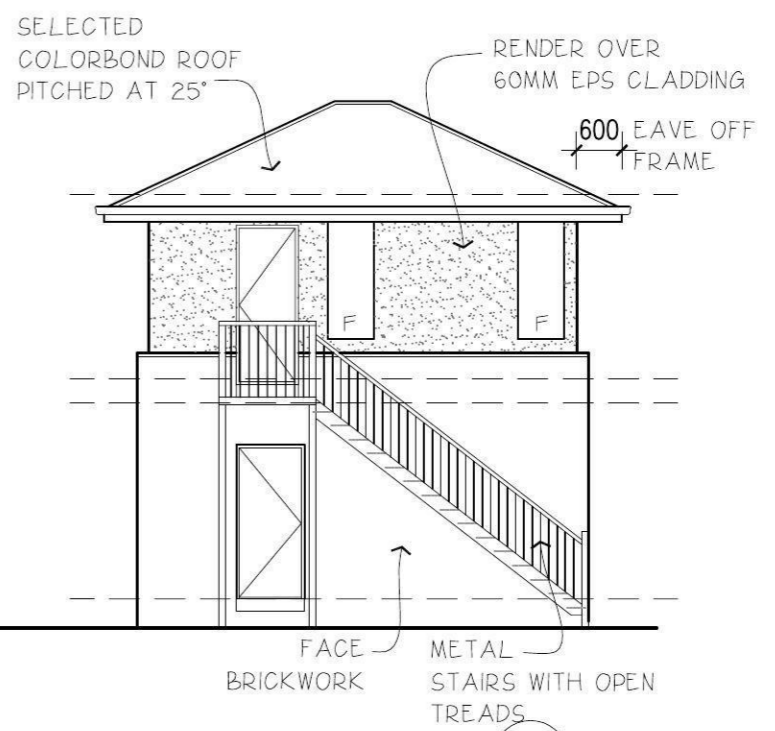 SELECTED
COLORBOND ROOF
PITCHED AT 25°
RENDER OVER
60MM EPS CLADDING
600 EAVE OFF
FRAME
F
F
FACE
BRICKWORK
METAL
STAIRS WITH OPEN
TREADS